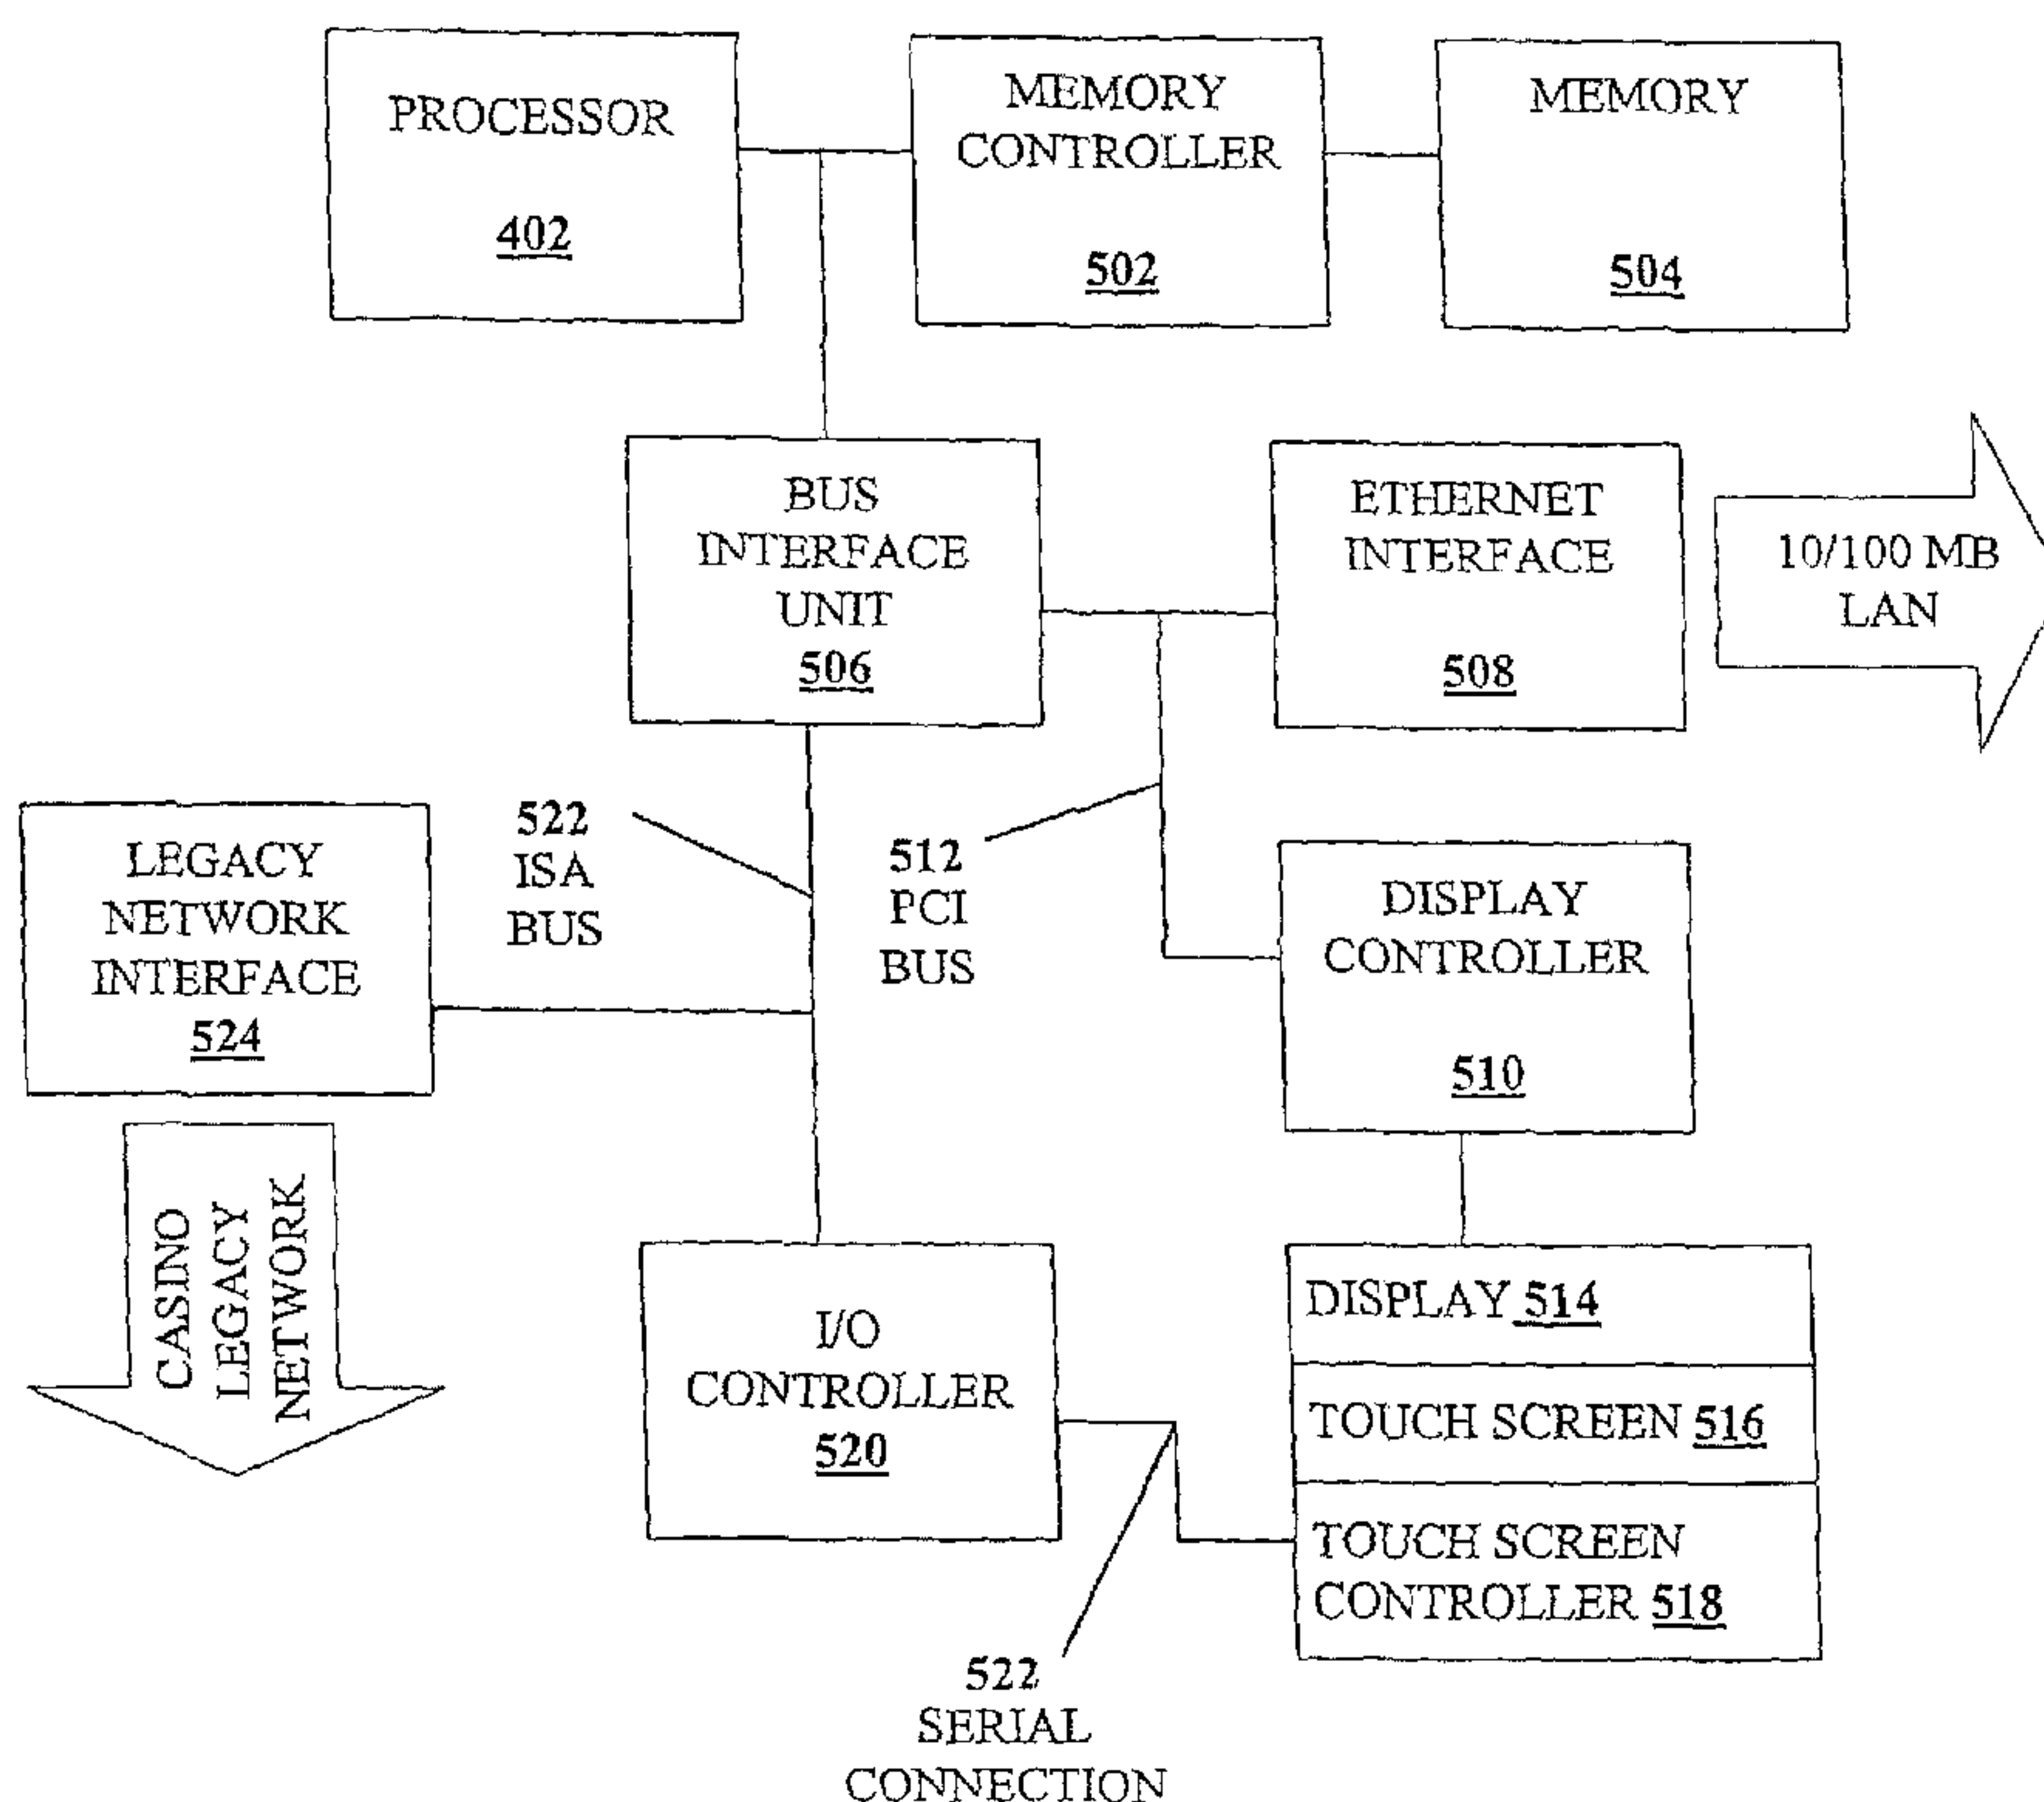 PROCESSOR
402
MEMORY
CONTROLLER
502
MEMORY
504
BUS
INTERFACE
UNIT
506
ETHERNET
INTERFACE
508
10/100 MB
LAN
LEGACY
NETWORK
INTERFACE
524
522
ISA
BUS
512
PCI
BUS
DISPLAY
CONTROLLER
510
CASINO
LEGACY
NETWORK
I/O
CONTROLLER
520
DISPLAY 514
TOUCH SCREEN 516
TOUCH SCREEN
CONTROLLER 518
522
SERIAL
CONNECTION